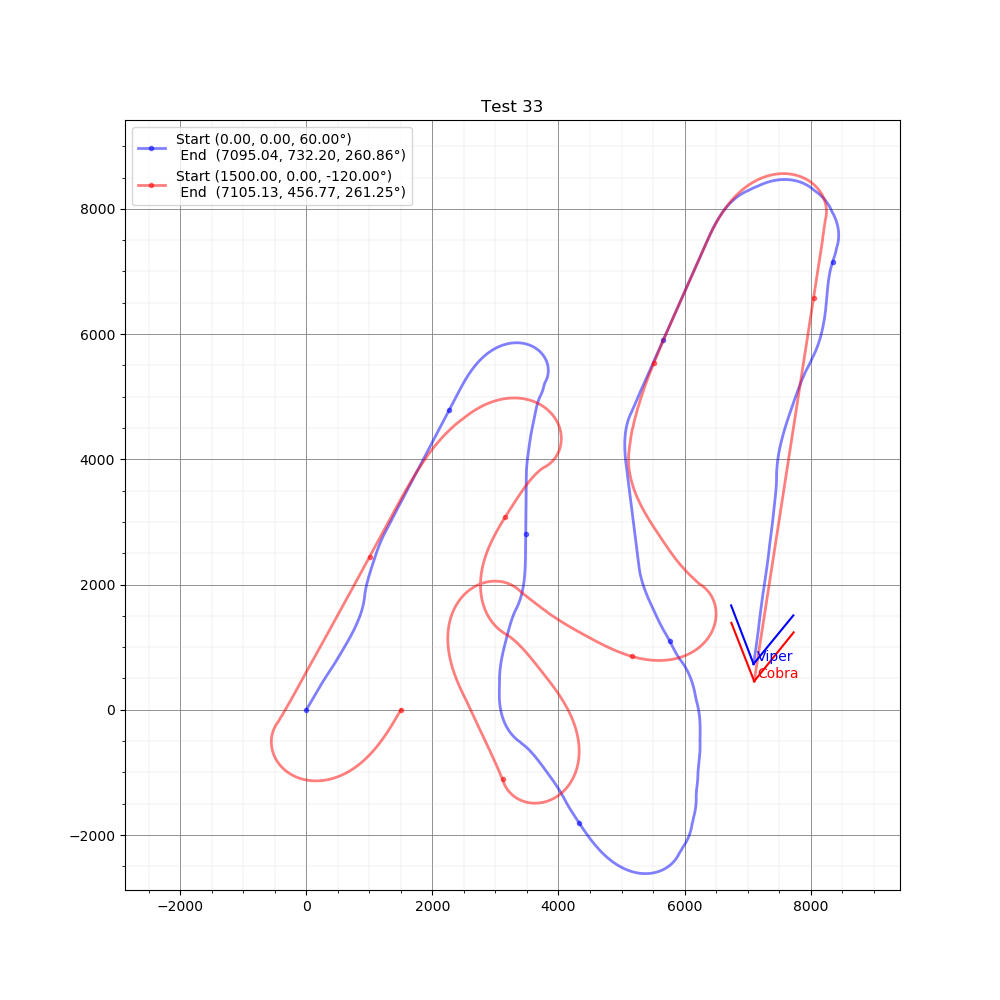 Test 33
Start (0.00, 0.00, 60.00°)
End  (7095.04, 732.20, 260.86°)
Start (1500.00, 0.00, -120.00°)
End  (7105.13, 456.77, 261.25°)
8000
6000
4000
2000
0
−2000
Viper
Cobra
−2000
0
2000
4000
6000
8000